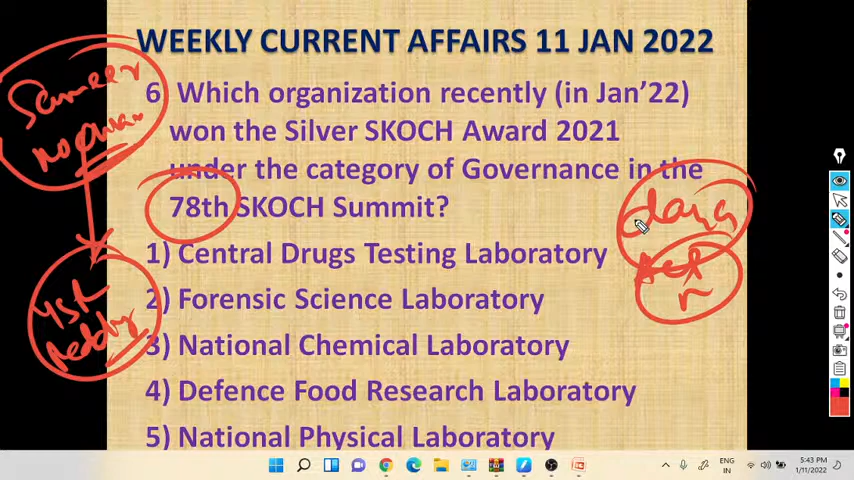 WEEKLY CURRENT AFFAIRS 11 JAN 2022
Sameer
6) Which organization recently (in Jan'22)
won the Silver SKOCH Award 2021
under the category of Governance in the
78th SKOCH Summit?
1) Central Drugs Testing Laboratory
2) Forensic Science Laboratory
YSR
Reddy
3) National Chemical Laboratory
4) Defence Food Research Laboratory
5) National Physical Laboratory
ENG
IN
5:43 PM
1/11/2022